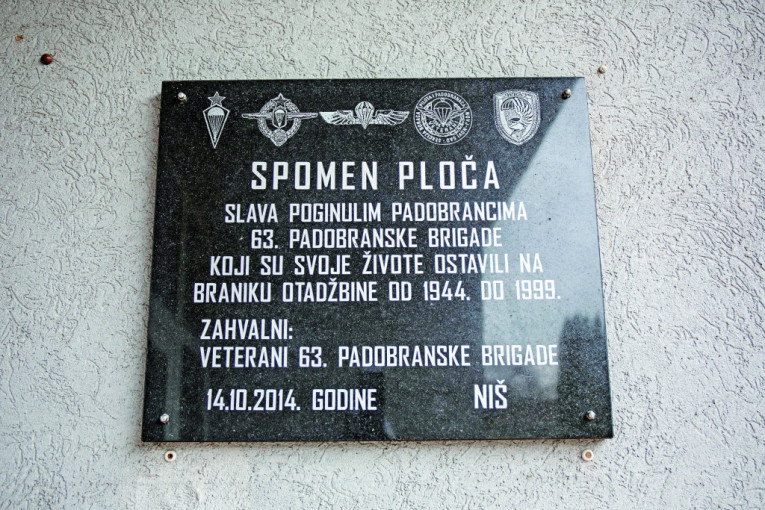 SPOMEN PLOČA
SLAVA POGINULIM PADOBRANCIMA
63. PADOBRANSKE BRIGADE
KOJI SU SVOJE ŽIVOTE OSTAVILI NA
BRANIKU OTADŽBINE OD 1944. DO 1999.
ZAHVALNI:
VETERANI 63. PADOBRANSKE BRIGADE
14.10.2014. GODINE NIŠ